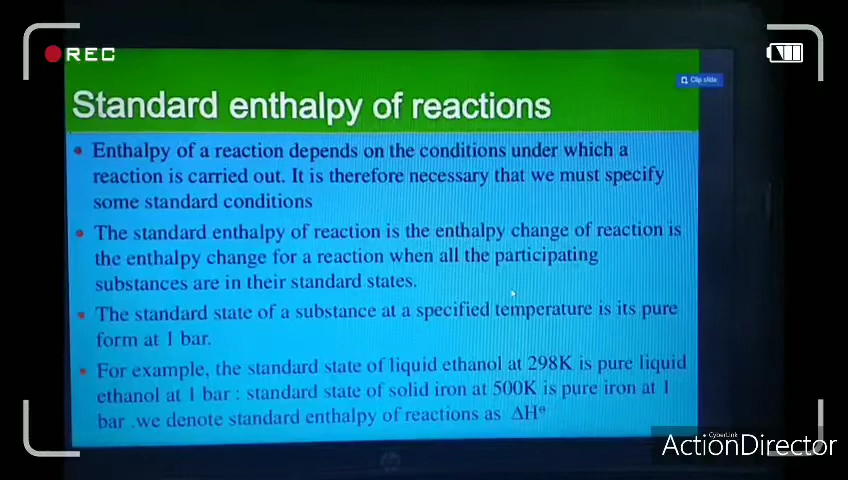 REC
Clip slide
Standard enthalpy of reactions
Enthalpy of a reaction depends on the conditions under which a
reaction is carried out. It is therefore necessary that we must specify
some standard conditions
The standard enthalpy of reaction is the enthalpy change of reaction is
the enthalpy change for a reaction when all the participating
substances are in their standard states.
The standard state of a substance at a specified temperature is its pure
form at 1 bar.
For example, the standard state of liquid ethanol at 298K is pure liquid
ethanol at 1 bar : standard state of solid iron at 500K is pure iron at 1
bar .we denote standard enthalpy of reactions as ΔHᶱ
CyberLink
ActionDirector
hp